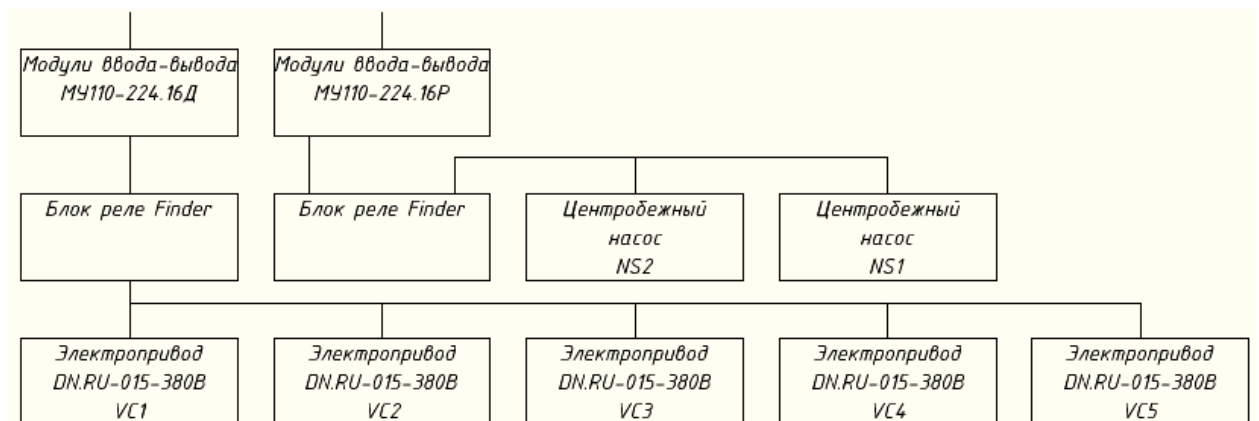 Модули ввода-вывода
МУ110-224.16Д
Модули ввода-вывода
МУ110-224.16Р
Блок реле Finder
Блок реле Finder
Центробежный
насос
NS2
Центробежный
насос
NS1
Электропривод
DN.RU-015-380В
VC1
Электропривод
DN.RU-015-380В
VC2
Электропривод
DN.RU-015-380В
VC3
Электропривод
DN.RU-015-380В
VC4
Электропривод
DN.RU-015-380В
VC5